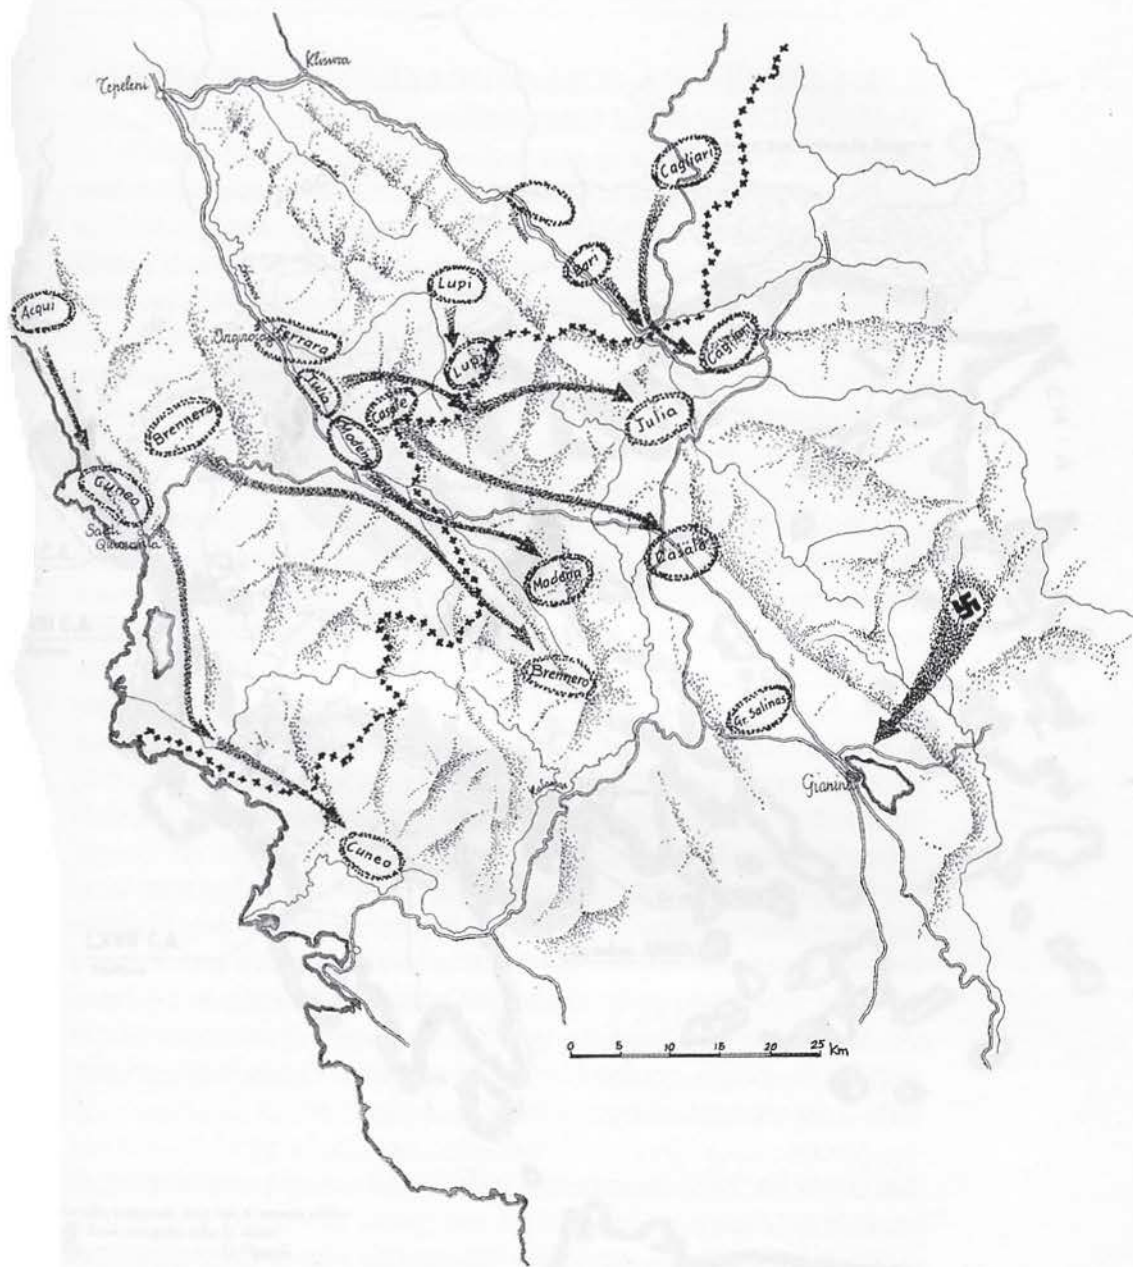 Klisura
Tepeleni
Cagliari
Bari
Lupi
Acqui
Ferrara
Cagliari
Lupi
Julia
Casale
Julia
Brennero
Modena
Cuneo
Casale
Modena
Brennero
Gr. Salinas
Cuneo
0 5 10 15 20 25 Km